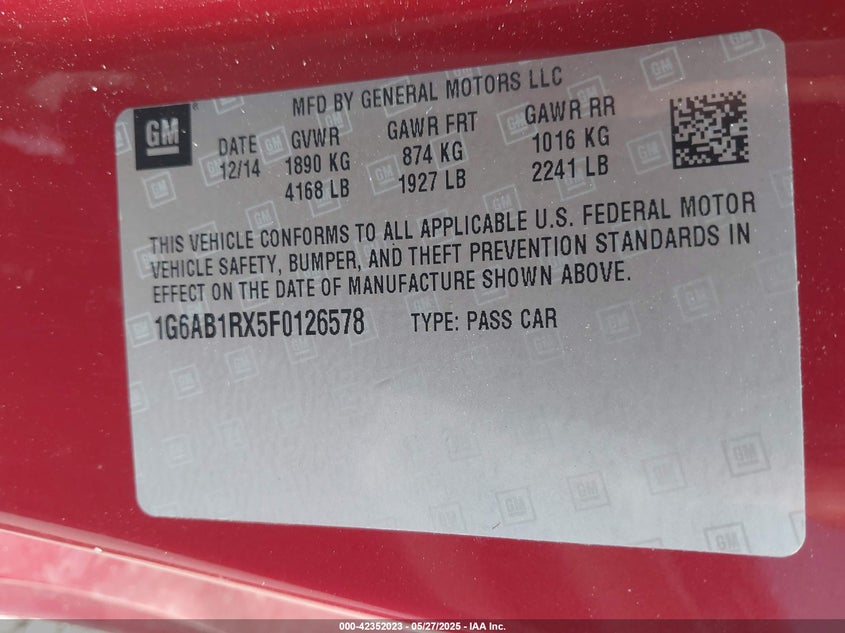 GM
MFD BY GENERAL MOTORS LLC
DATE GVWR GAWR FRT GAWR RR
12/14 1890 KG 874 KG 1016 KG
4168 LB 1927 LB 2241 LB
THIS VEHICLE CONFORMS TO ALL APPLICABLE U.S. FEDERAL MOTOR
VEHICLE SAFETY, BUMPER, AND THEFT PREVENTION STANDARDS IN
EFFECT ON THE DATE OF MANUFACTURE SHOWN ABOVE.
1G6AB1RX5F0126578 TYPE: PASS CAR
000-42352023 — 05/27/2025 — IAA Inc.